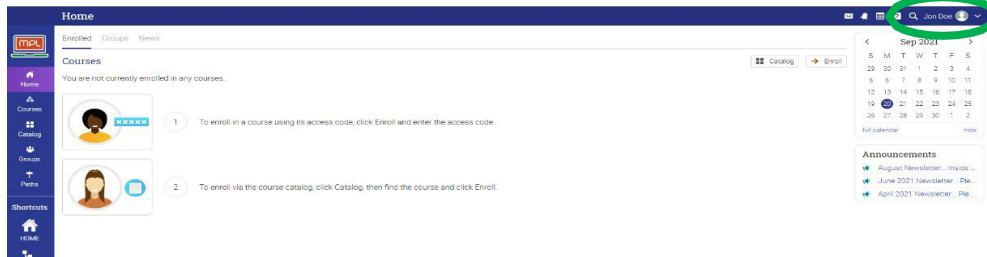 Home
Jon Doe
MPL
Home
Courses
Catalog
Groups
Paths
Shortcuts
HOME
Enrolled Groups News
Courses
Catalog
Enroll
You are not currently enrolled in any courses.
xxxxx
1 To enroll in a course using its access code, click Enroll and enter the access code.
2 To enroll via the course catalog, click Catalog, then find the course and click Enroll.
< Sep 2021 >
S M T W T F S
29 30 31 1 2 3 4
5 6 7 8 9 10 11
12 13 14 15 16 17 18
19 20 21 22 23 24 25
26 27 28 29 30 1 2
full calendar hide
Announcements
August Newsletter... Inside ...
June 2021 Newsletter... Ple...
April 2021 Newsletter... Ple...